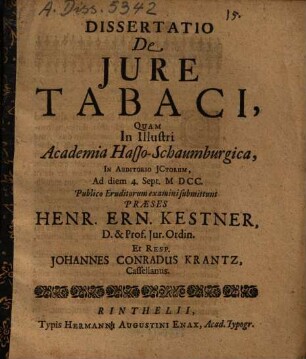 A. Diss. 5342
15.
DISSERTATIO
De
JURE
TABACI,
QUAM
In Illustri
Academia Hasso-Schaumburgica,
IN AUDITORIO JCTORUM,
Ad diem 4. Sept. M DCC.
Publico Eruditorum examini submittunt
PRÆSES
HENR. ERN. KESTNER,
D. & Prof. Jur. Ordin.
Et RESP.
JOHANNES CONRADUS KRANTZ,
Cassellanus.
RINTHELII,
Typis HERMANNI AUGUSTINI ENAX, Acad. Typogr.